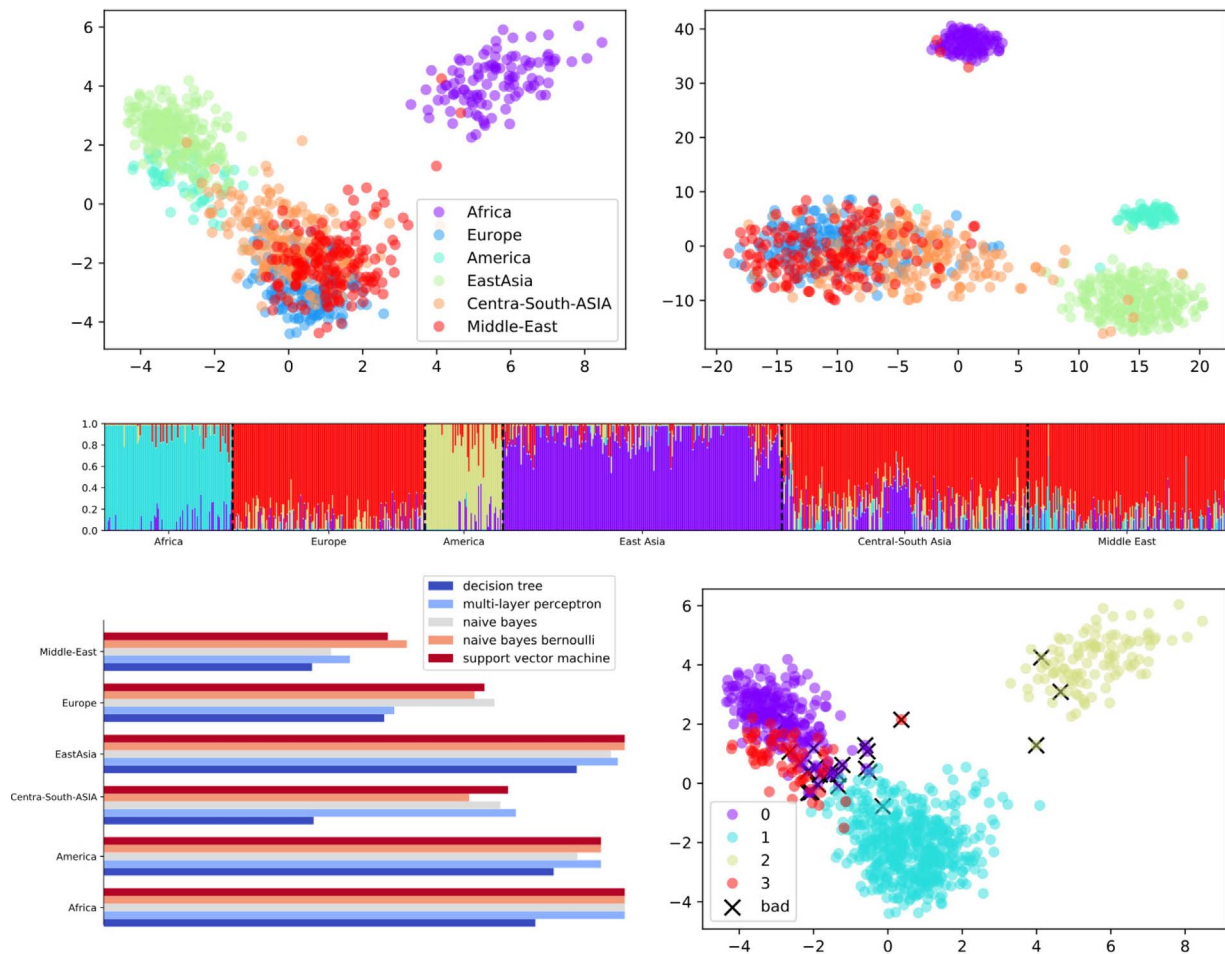 6
4
2
0
−2
−4
−4
−2
0
2
4
6
8
Africa
Europe
America
EastAsia
Centra-South-ASIA
Middle-East
40
30
20
10
0
−10
−20
−15
−10
−5
0
5
10
15
20
1.0
0.8
0.6
0.4
0.2
0.0
Africa
Europe
America
East Asia
Central-South Asia
Middle East
decision tree
multi-layer perceptron
naive bayes
naive bayes bernoulli
support vector machine
Middle-East
Europe
EastAsia
Centra-South-ASIA
America
Africa
6
4
2
0
−2
−4
0
1
2
3
bad
−4
−2
0
2
4
6
8